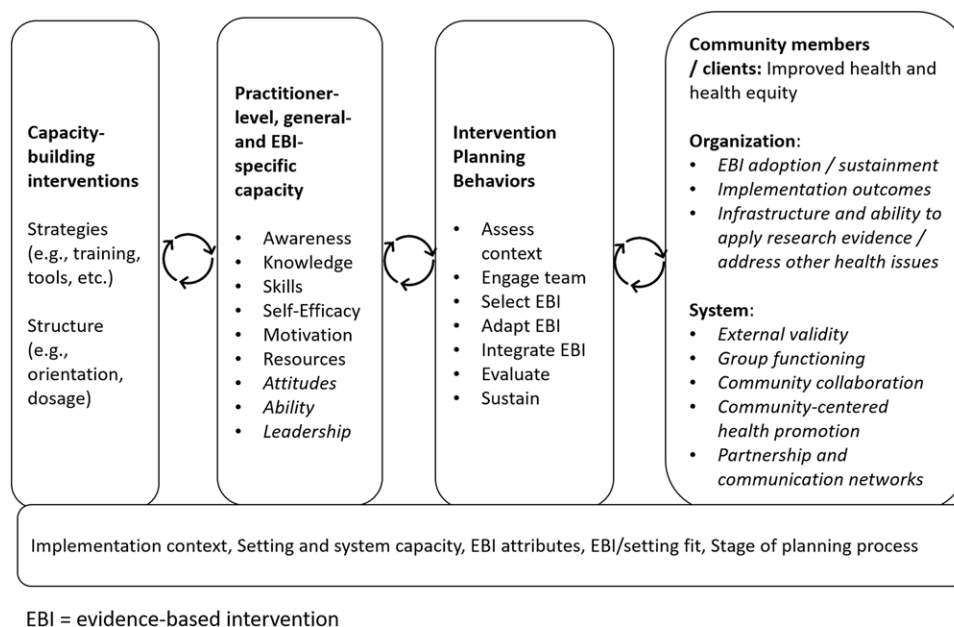 Capacity-
building
interventions
Strategies
(e.g., training,
tools, etc.)
Structure
(e.g.,
orientation,
dosage)
Practitioner-
level, general-
and EBI-
specific
capacity
• Awareness
• Knowledge
• Skills
• Self-Efficacy
• Motivation
• Resources
• Attitudes
• Ability
• Leadership
Intervention
Planning
Behaviors
• Assess
context
• Engage team
• Select EBI
• Adapt EBI
• Integrate EBI
• Evaluate
• Sustain
Community members
/ clients: Improved health and
health equity
Organization:
• EBI adoption / sustainment
• Implementation outcomes
• Infrastructure and ability to
apply research evidence /
address other health issues
System:
• External validity
• Group functioning
• Community collaboration
• Community-centered
health promotion
• Partnership and
communication networks
Implementation context, Setting and system capacity, EBI attributes, EBI/setting fit, Stage of planning process
EBI = evidence-based intervention